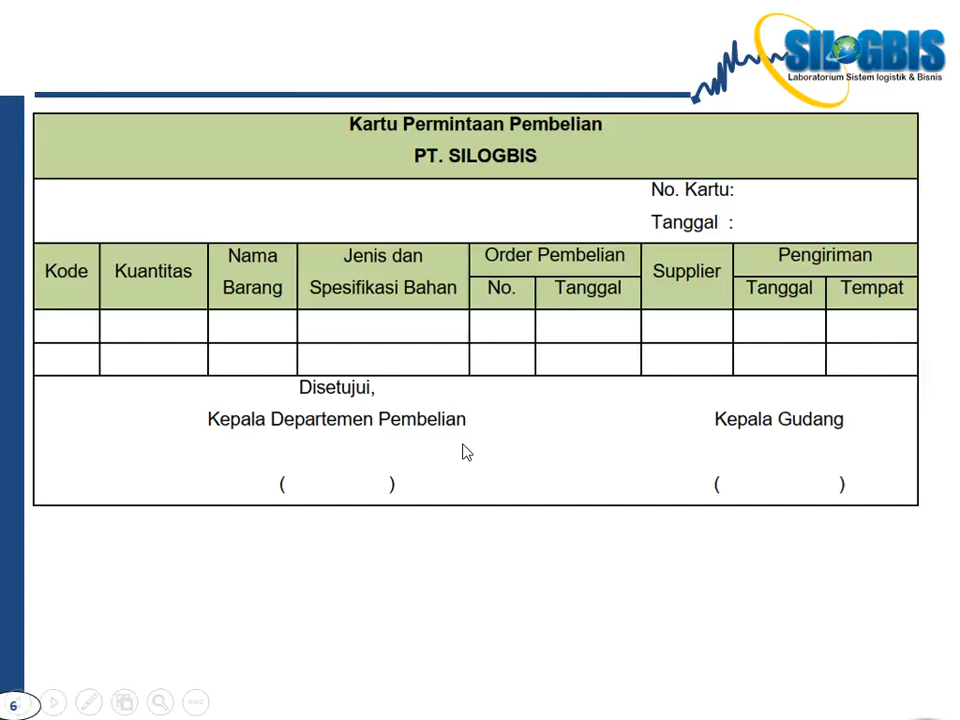 SILOGBIS
Laboratorium Sistem logistik & Bisnis
Kartu Permintaan Pembelian
PT. SILOGBIS
No. Kartu:
Tanggal :
Kode
Kuantitas
Nama
Barang
Jenis dan
Spesifikasi Bahan
Order Pembelian
No.
Tanggal
Supplier
Pengiriman
Tanggal
Tempat
Disetujui,
Kepala Departemen Pembelian
Kepala Gudang
( )
( )
6